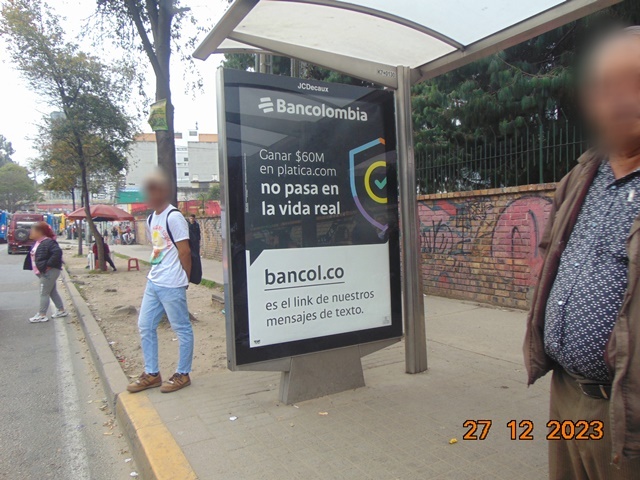 JCDecaux
Bancolombia
Ganar $60M
en platica.com
no pasa en
la vida real
bancol.co
es el link de nuestros
mensajes de texto.
27 12 2023